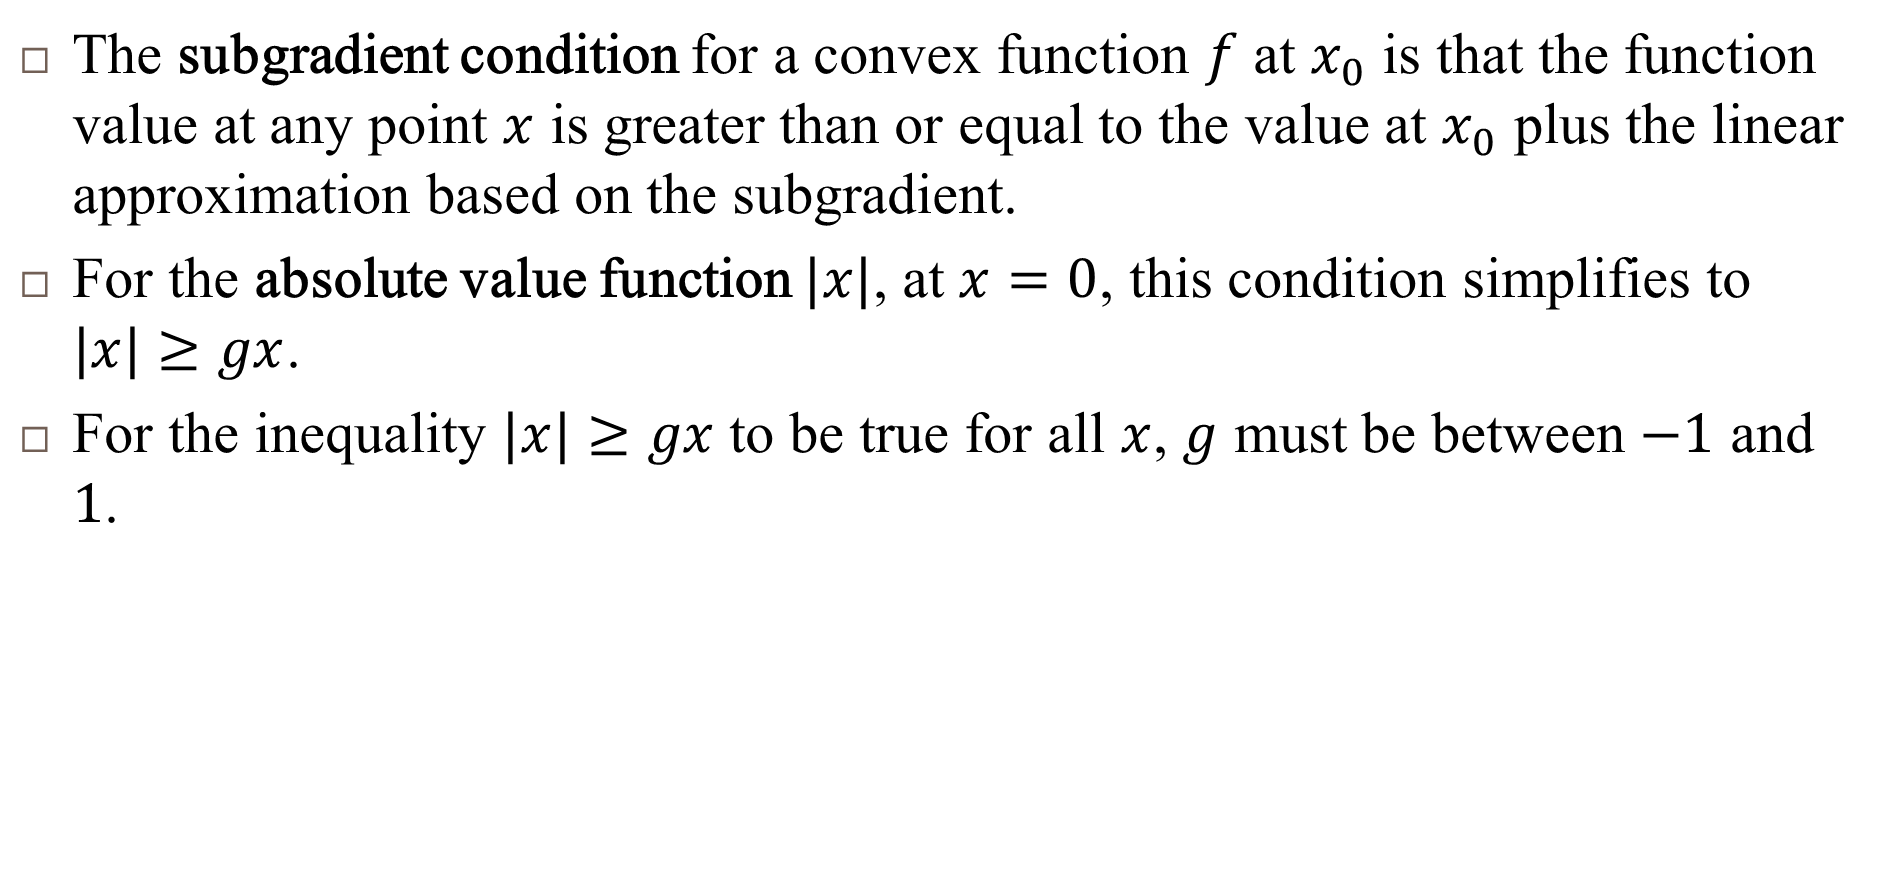 □ The subgradient condition for a convex function 𝑓 at 𝑥₀ is that the function
value at any point 𝑥 is greater than or equal to the value at 𝑥₀ plus the linear
approximation based on the subgradient.
□ For the absolute value function |𝑥|, at 𝑥 = 0, this condition simplifies to
|𝑥| ≥ 𝑔𝑥.
□ For the inequality |𝑥| ≥ 𝑔𝑥 to be true for all 𝑥, 𝑔 must be between −1 and
1.